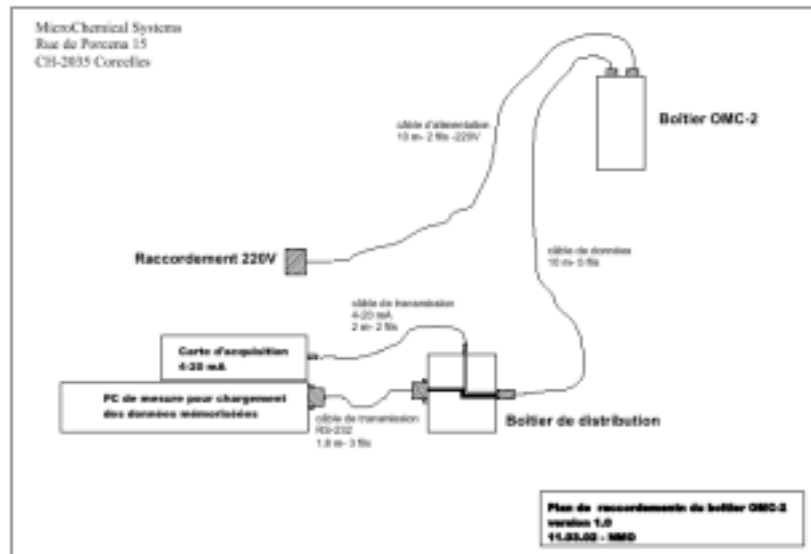 MicroChemical Systems
Rue de Porcena 15
CH-2035 Corcelles
câble d'alimentation
10 m- 2 fils -220V
Boîtier OMC-2
Raccordement 220V
câble de données
10 m- 5 fils
câble de transmission
4-20 mA
2 m- 2 fils
Carte d'acquisition
4-20 mA
PC de mesure pour chargement
des données mémorisées
câble de transmission
RS-232
1.8 m- 3 fils
Boîtier de distribution
Plan de raccordementn du boîtier OMC-2
version 1.0
- NMO